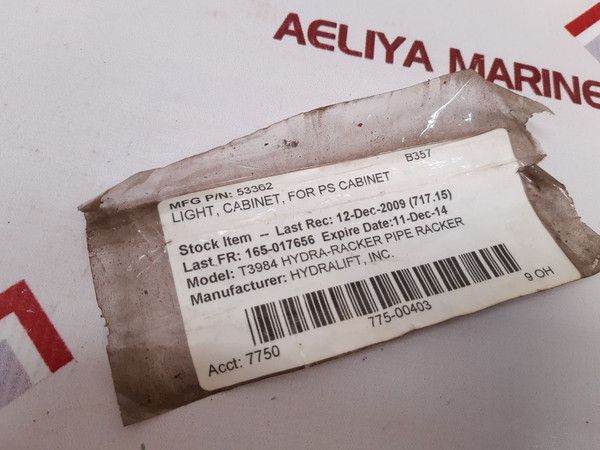 AELIYA MARINE
MFG P/N: 53362
B357
LIGHT, CABINET, FOR PS CABINET
Stock Item -- Last Rec: 12-Dec-2009 (717.15)
Last FR: 165-017656 Expire Date:11-Dec-14
Model: T3984 HYDRA-RACKER PIPE RACKER
Manufacturer: HYDRALIFT, INC.
775-00403
9 OH
Acct: 7750